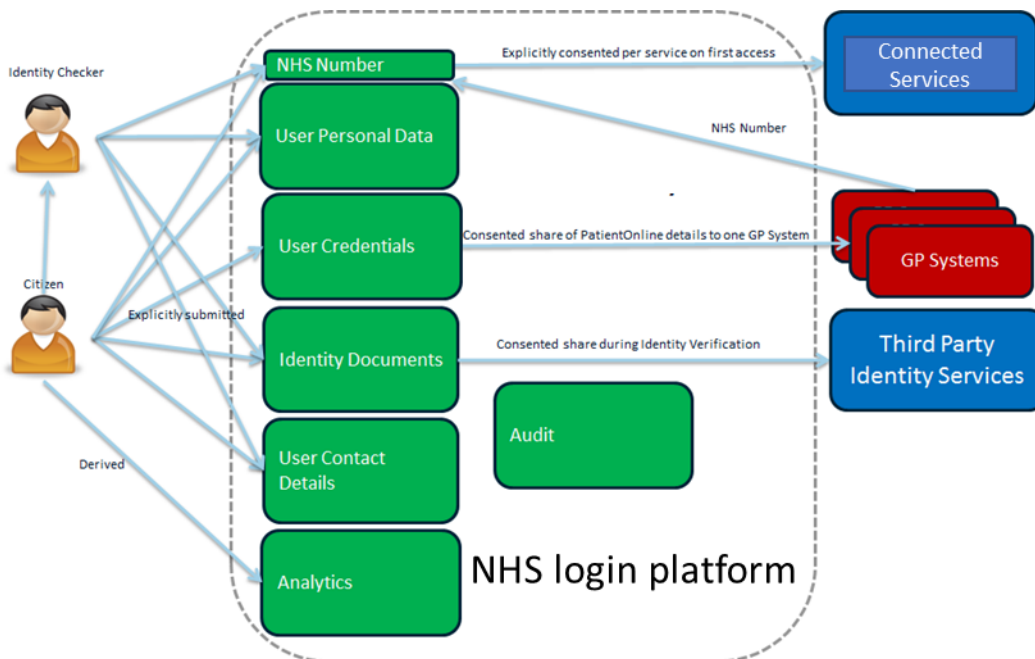 Identity Checker
Citizen
Explicitly submitted
Derived
NHS Number
User Personal Data
User Credentials
Identity Documents
User Contact
Details
Analytics
Audit
NHS login platform
Explicitly consented per service on first access
NHS Number
Consented share of PatientOnline details to one GP System
Consented share during Identity Verification
Connected
Services
GP Systems
Third Party
Identity Services